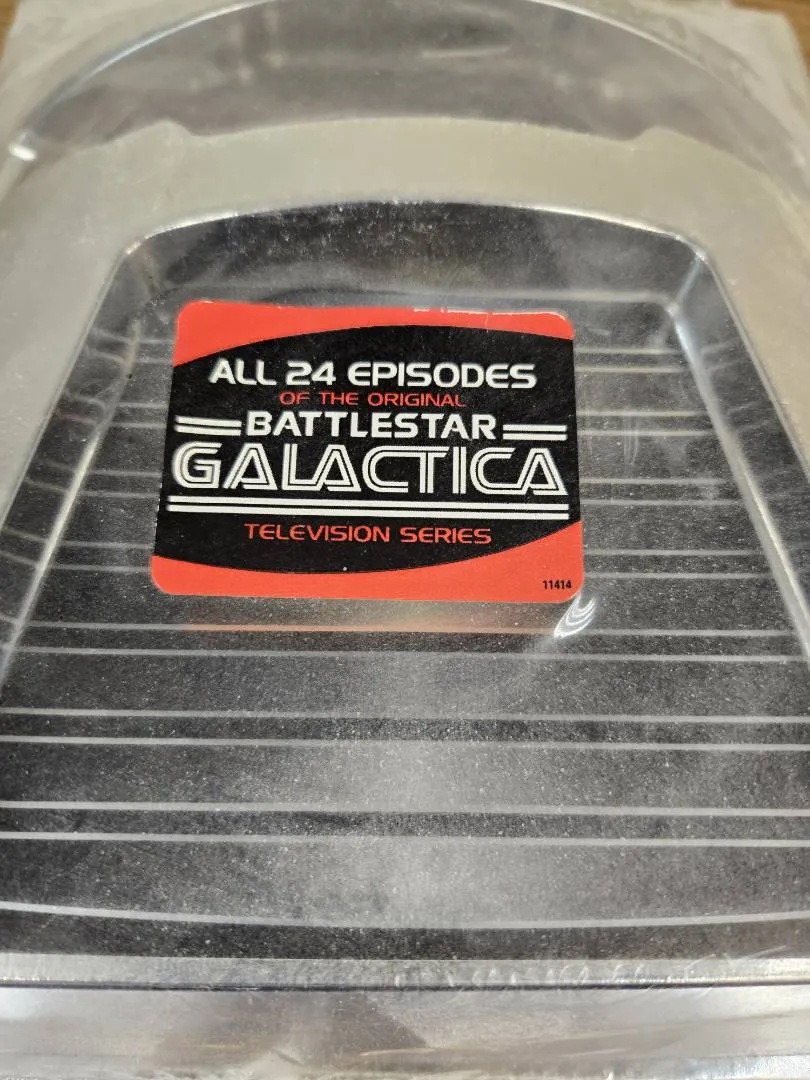 ALL 24 EPISODES
OF THE ORIGINAL
BATTLESTAR
GALACTICA
TELEVISION SERIES
11414